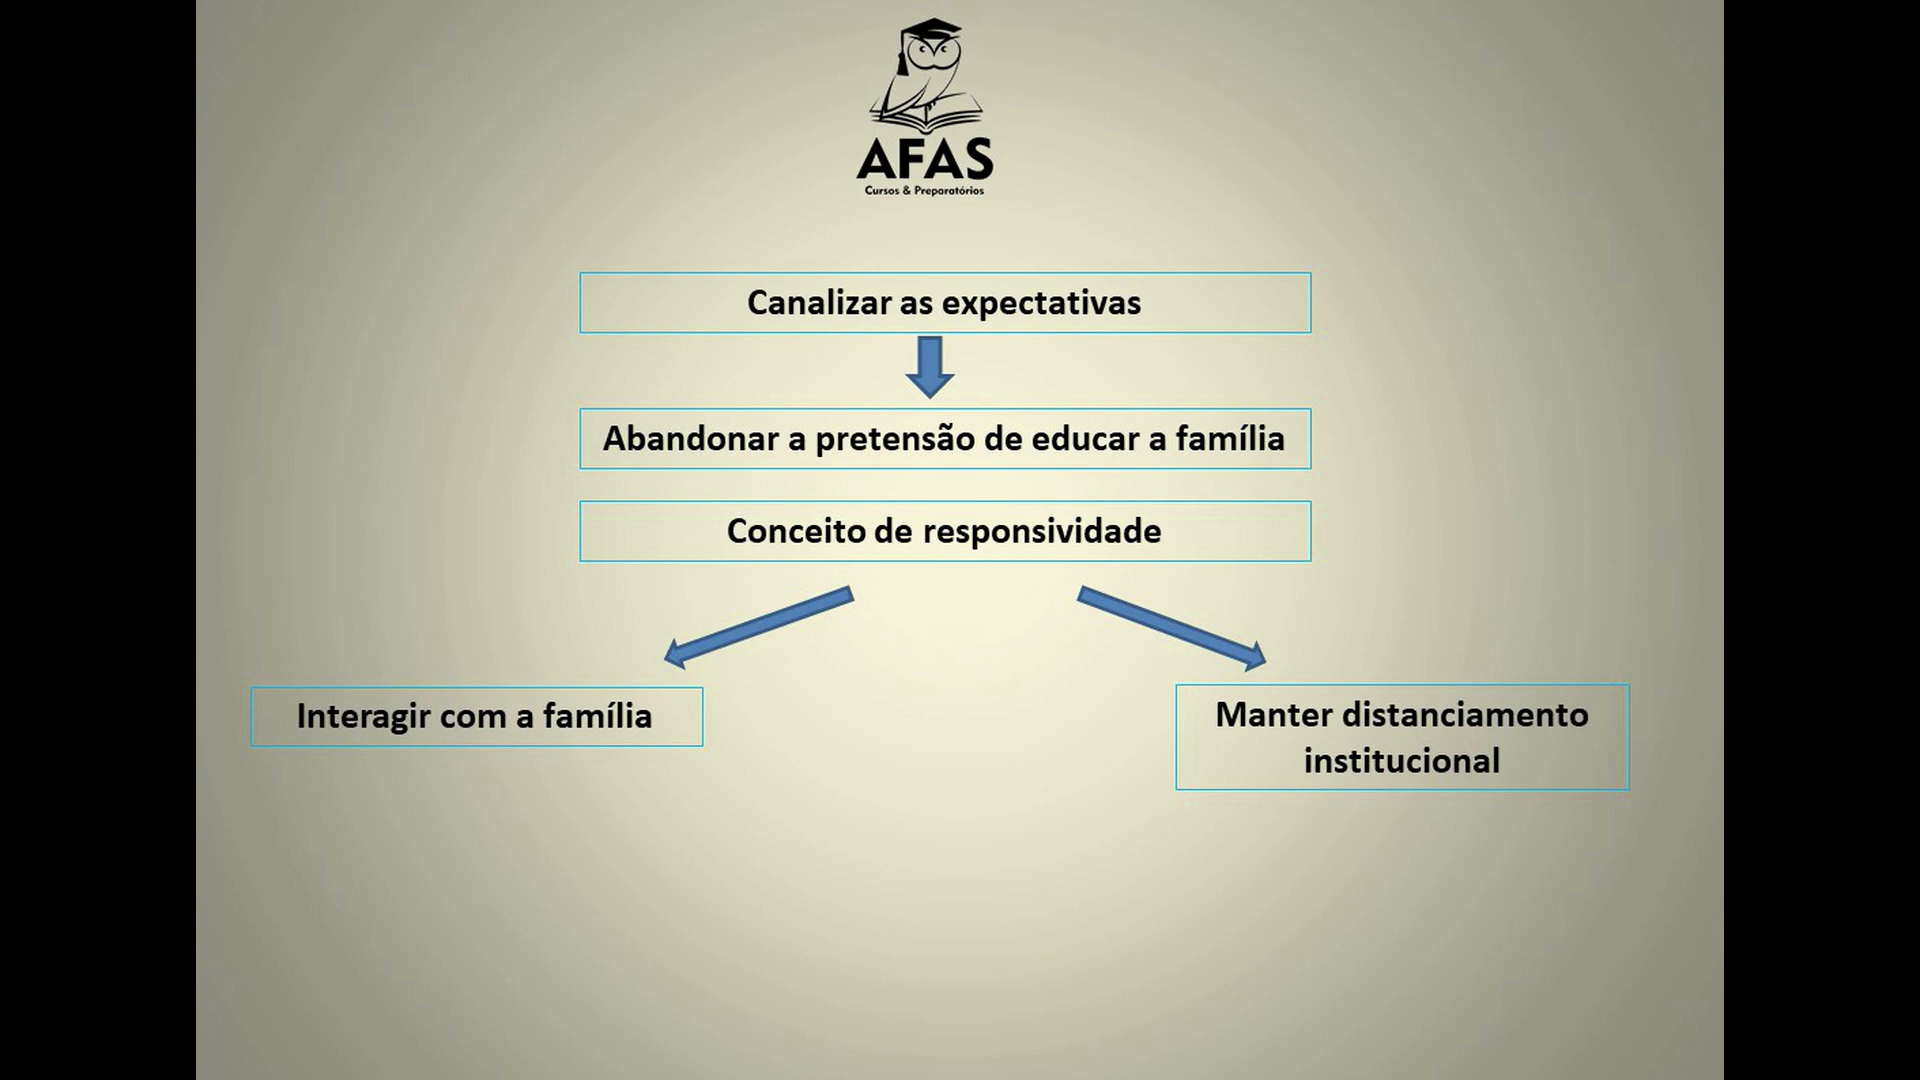 AFAS
Cursos & Preparatórios
Canalizar as expectativas
Abandonar a pretensão de educar a família
Conceito de responsividade
Interagir com a família
Manter distanciamento
institucional